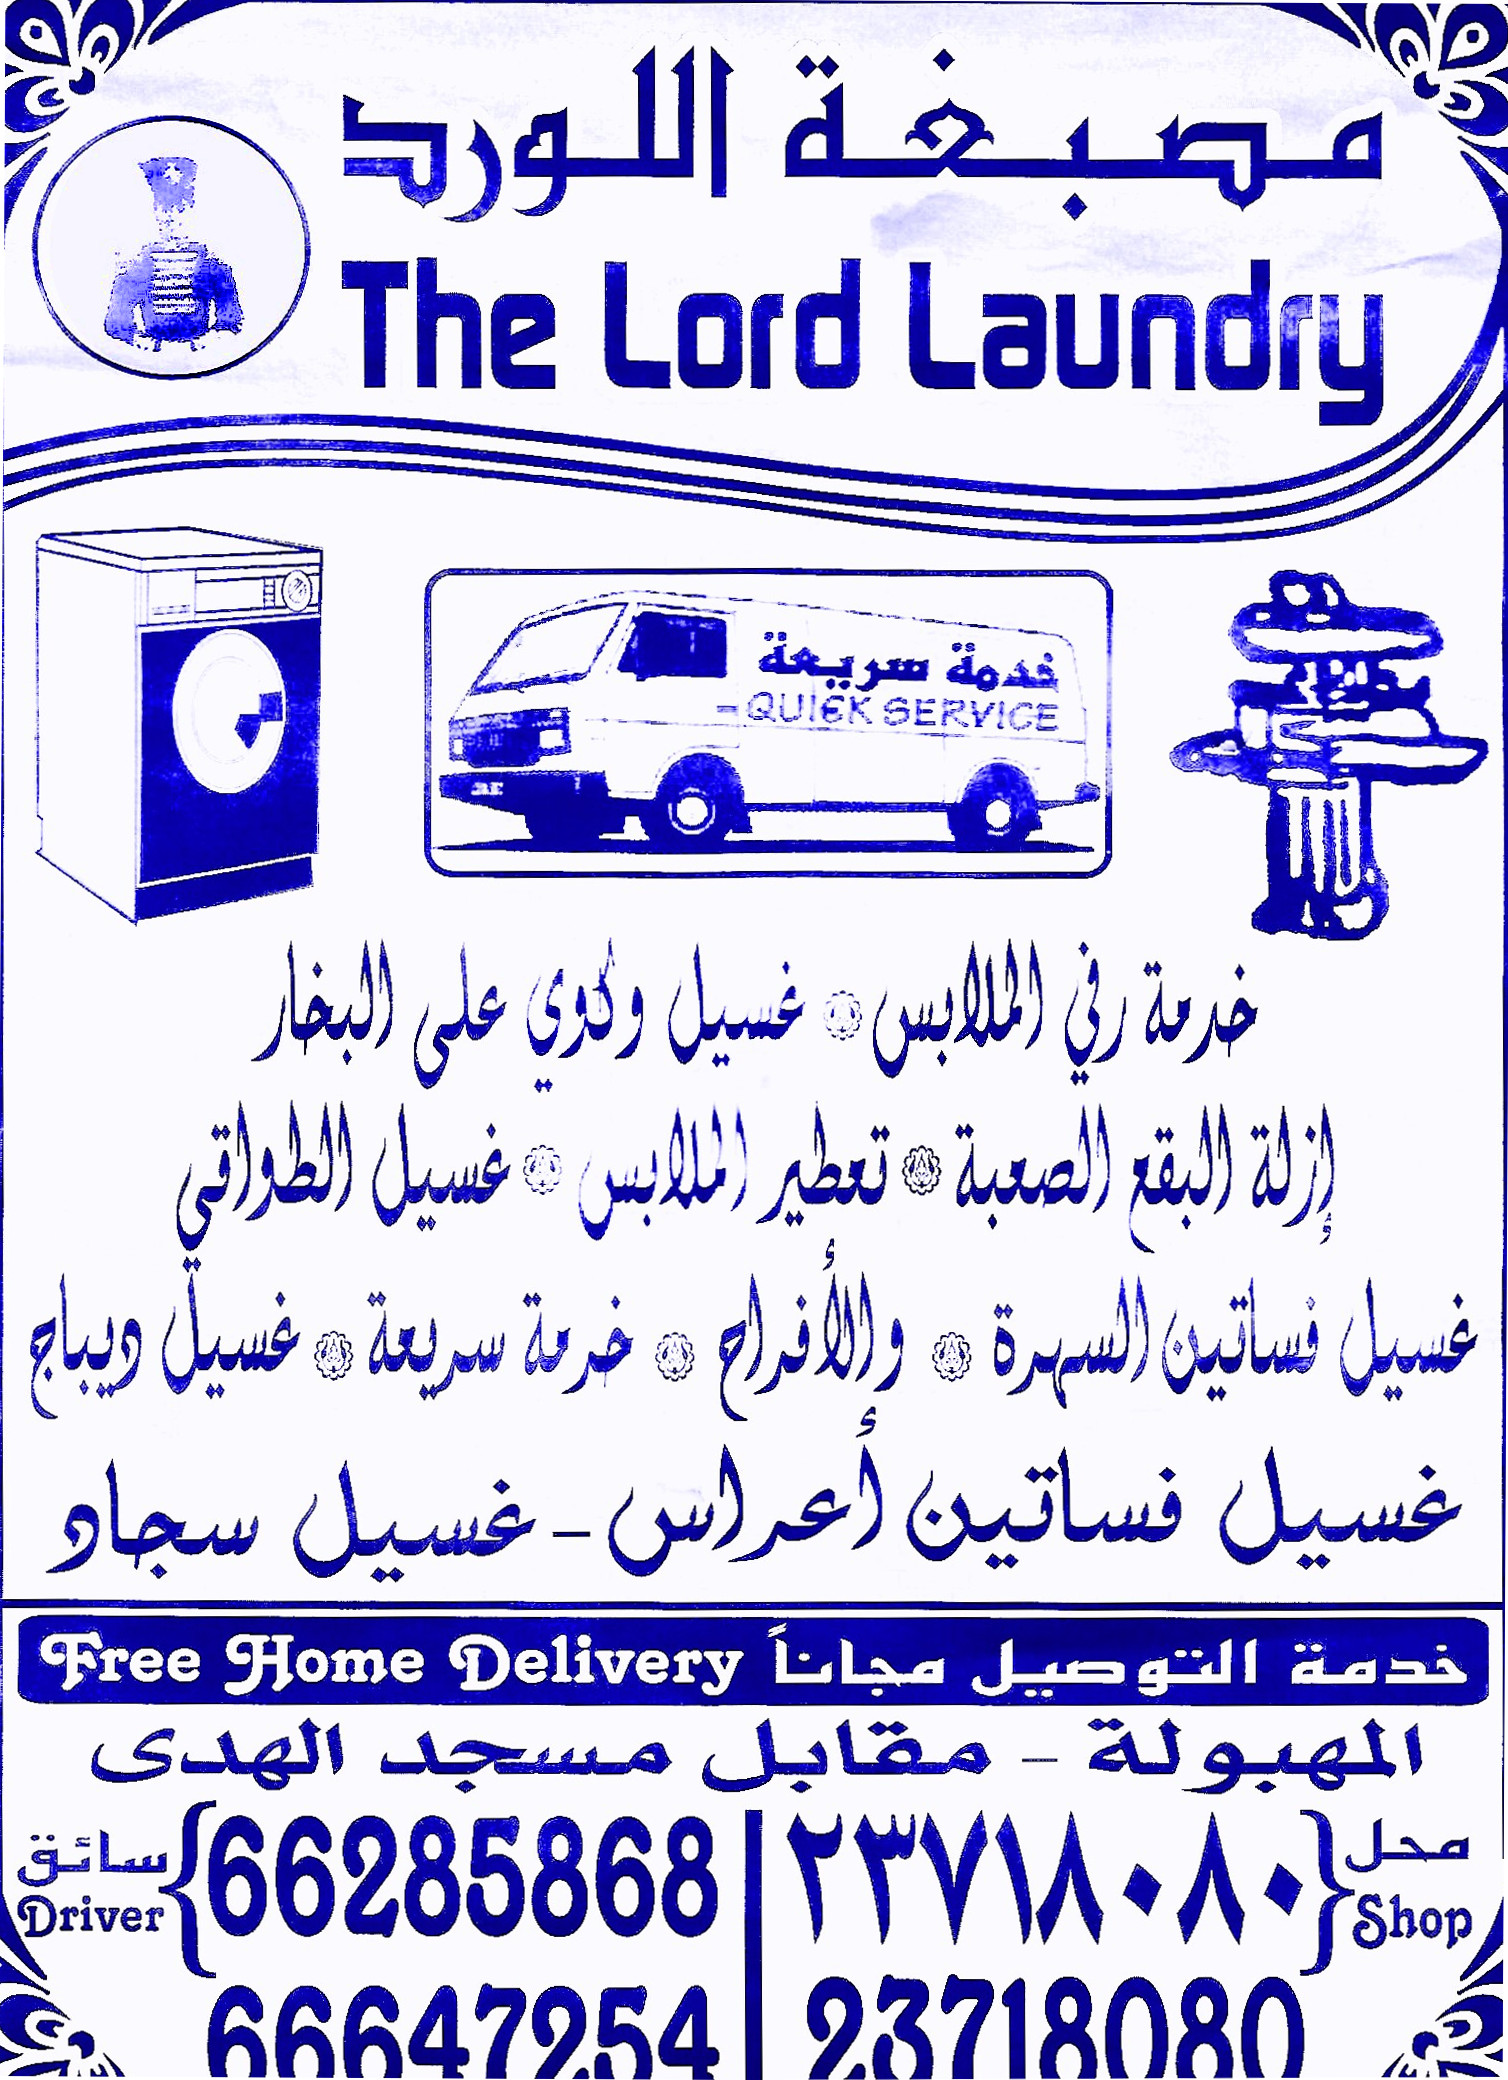 مصبغة اللورد
The Lord Laundry
خدمة سريعة
QUICK SERVICE
خدمة رفي الملابس غسيل وكوي على البخار
إزلة البقع الصعبة تعطير الملابس غسيل الطواقي
غسيل فساتين السهرة والأفراح خدمة سريعة غسيل ديباج
غسيل فساتين أعراس - غسيل سجاد
خدمة التوصيل مجاناً Free Home Delivery
المهبولة - مقابل مسجد الهدى
محل ٢٣٧١٨٠٨٠ 66285868 سائق
Shop Driver
23718080 66647254